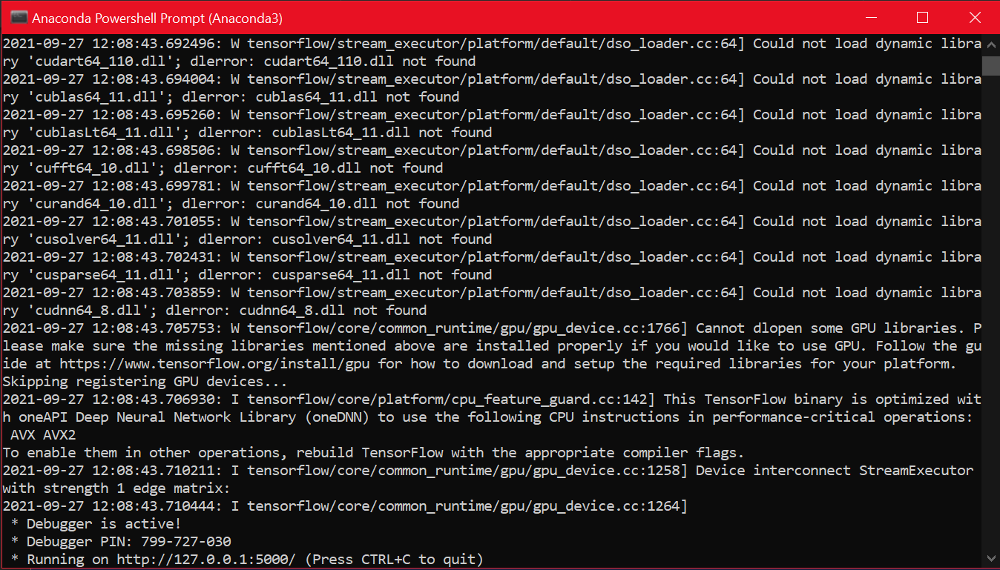 Anaconda Powershell Prompt (Anaconda3)
2021-09-27 12:08:43.692496: W tensorflow/stream_executor/platform/default/dso_loader.cc:64] Could not load dynamic libra
ry 'cudart64_110.dll'; dlerror: cudart64_110.dll not found
2021-09-27 12:08:43.694004: W tensorflow/stream_executor/platform/default/dso_loader.cc:64] Could not load dynamic libra
ry 'cublas64_11.dll'; dlerror: cublas64_11.dll not found
2021-09-27 12:08:43.695260: W tensorflow/stream_executor/platform/default/dso_loader.cc:64] Could not load dynamic libra
ry 'cublasLt64_11.dll'; dlerror: cublasLt64_11.dll not found
2021-09-27 12:08:43.698506: W tensorflow/stream_executor/platform/default/dso_loader.cc:64] Could not load dynamic libra
ry 'cufft64_10.dll'; dlerror: cufft64_10.dll not found
2021-09-27 12:08:43.699781: W tensorflow/stream_executor/platform/default/dso_loader.cc:64] Could not load dynamic libra
ry 'curand64_10.dll'; dlerror: curand64_10.dll not found
2021-09-27 12:08:43.701055: W tensorflow/stream_executor/platform/default/dso_loader.cc:64] Could not load dynamic libra
ry 'cusolver64_11.dll'; dlerror: cusolver64_11.dll not found
2021-09-27 12:08:43.702431: W tensorflow/stream_executor/platform/default/dso_loader.cc:64] Could not load dynamic libra
ry 'cusparse64_11.dll'; dlerror: cusparse64_11.dll not found
2021-09-27 12:08:43.703859: W tensorflow/stream_executor/platform/default/dso_loader.cc:64] Could not load dynamic libra
ry 'cudnn64_8.dll'; dlerror: cudnn64_8.dll not found
2021-09-27 12:08:43.705753: W tensorflow/core/common_runtime/gpu/gpu_device.cc:1766] Cannot dlopen some GPU libraries. P
lease make sure the missing libraries mentioned above are installed properly if you would like to use GPU. Follow the gu
ide at https://www.tensorflow.org/install/gpu for how to download and setup the required libraries for your platform.
Skipping registering GPU devices...
2021-09-27 12:08:43.706930: I tensorflow/core/platform/cpu_feature_guard.cc:142] This TensorFlow binary is optimized wit
h oneAPI Deep Neural Network Library (oneDNN) to use the following CPU instructions in performance-critical operations:
 AVX AVX2
To enable them in other operations, rebuild TensorFlow with the appropriate compiler flags.
2021-09-27 12:08:43.710211: I tensorflow/core/common_runtime/gpu/gpu_device.cc:1258] Device interconnect StreamExecutor
with strength 1 edge matrix:
2021-09-27 12:08:43.710444: I tensorflow/core/common_runtime/gpu/gpu_device.cc:1264]
 * Debugger is active!
 * Debugger PIN: 799-727-030
 * Running on http://127.0.0.1:5000/ (Press CTRL+C to quit)